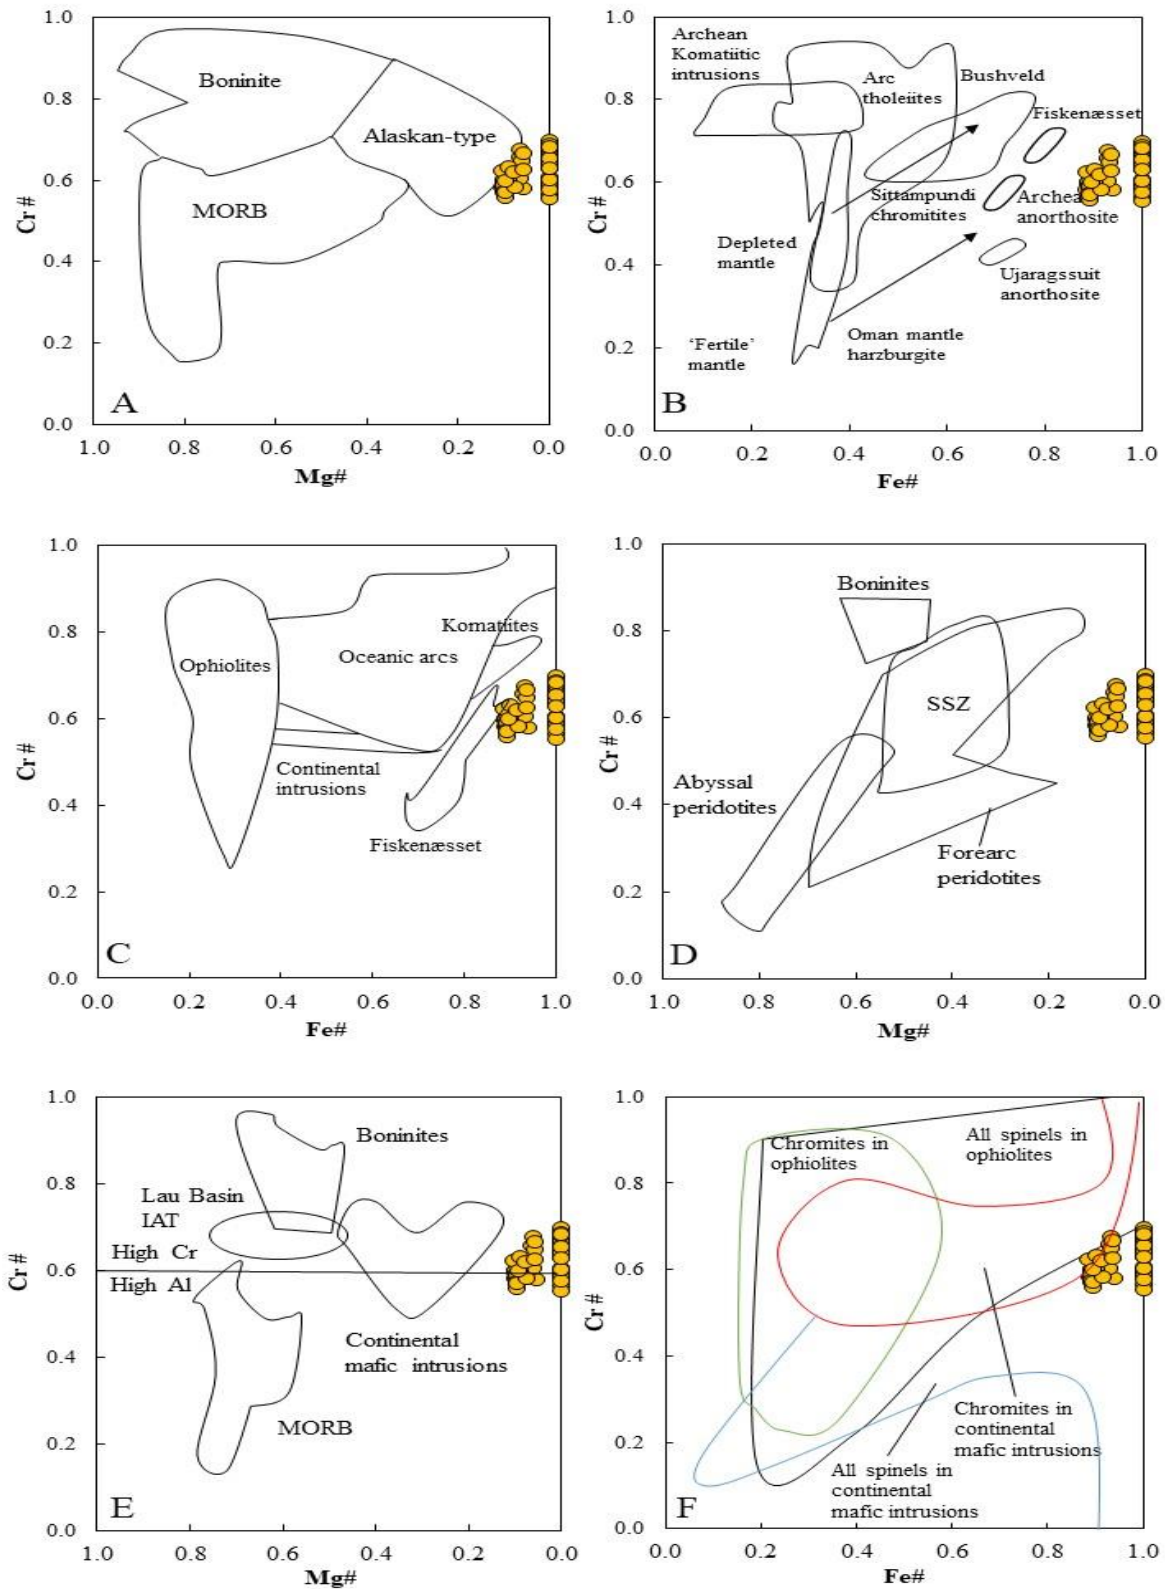 1.0
0.8
0.6
0.4
0.2
0.0
Cr#
Boninite
Alaskan-type
MORB
A
1.0 0.8 0.6 0.4 0.2 0.0
Mg#
1.0
0.8
0.6
0.4
0.2
0.0
Cr#
Archean
Komatiitic
intrusions
Arc
tholeiites
Bushveld
Fiskenæsset
Sittampundi
chromitites
Archean
anorthosite
Depleted
mantle
Ujaragssuit
anorthosite
'Fertile'
mantle
Oman mantle
harzburgite
B
0.0 0.2 0.4 0.6 0.8 1.0
Fe#
1.0
0.8
0.6
0.4
0.2
0.0
Cr#
Ophiolites
Komatiites
Oceanic arcs
Continental
intrusions
Fiskenæsset
C
0.0 0.2 0.4 0.6 0.8 1.0
Fe#
1.0
0.8
0.6
0.4
0.2
0.0
Cr#
Boninites
SSZ
Abyssal
peridotites
Forearc
peridotites
D
1.0 0.8 0.6 0.4 0.2 0.0
Mg#
1.0
0.8
0.6
0.4
0.2
0.0
Cr#
Boninites
Lau Basin
IAT
High Cr
High Al
Continental
mafic intrusions
MORB
E
1.0 0.8 0.6 0.4 0.2 0.0
Mg#
1.0
0.8
0.6
0.4
0.2
0.0
Cr#
Chromites in
ophiolites
All spinels in
ophiolites
Chromites in
continental
mafic intrusions
All spinels in
continental
mafic intrusions
F
0.0 0.2 0.4 0.6 0.8 1.0
Fe#